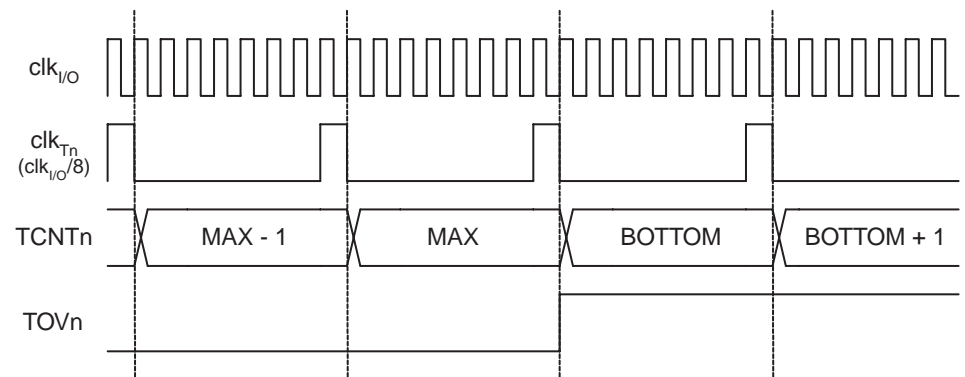 clkI/O
clkTn
(clkI/O/8)
TCNTn MAX - 1 MAX BOTTOM BOTTOM + 1
TOVn